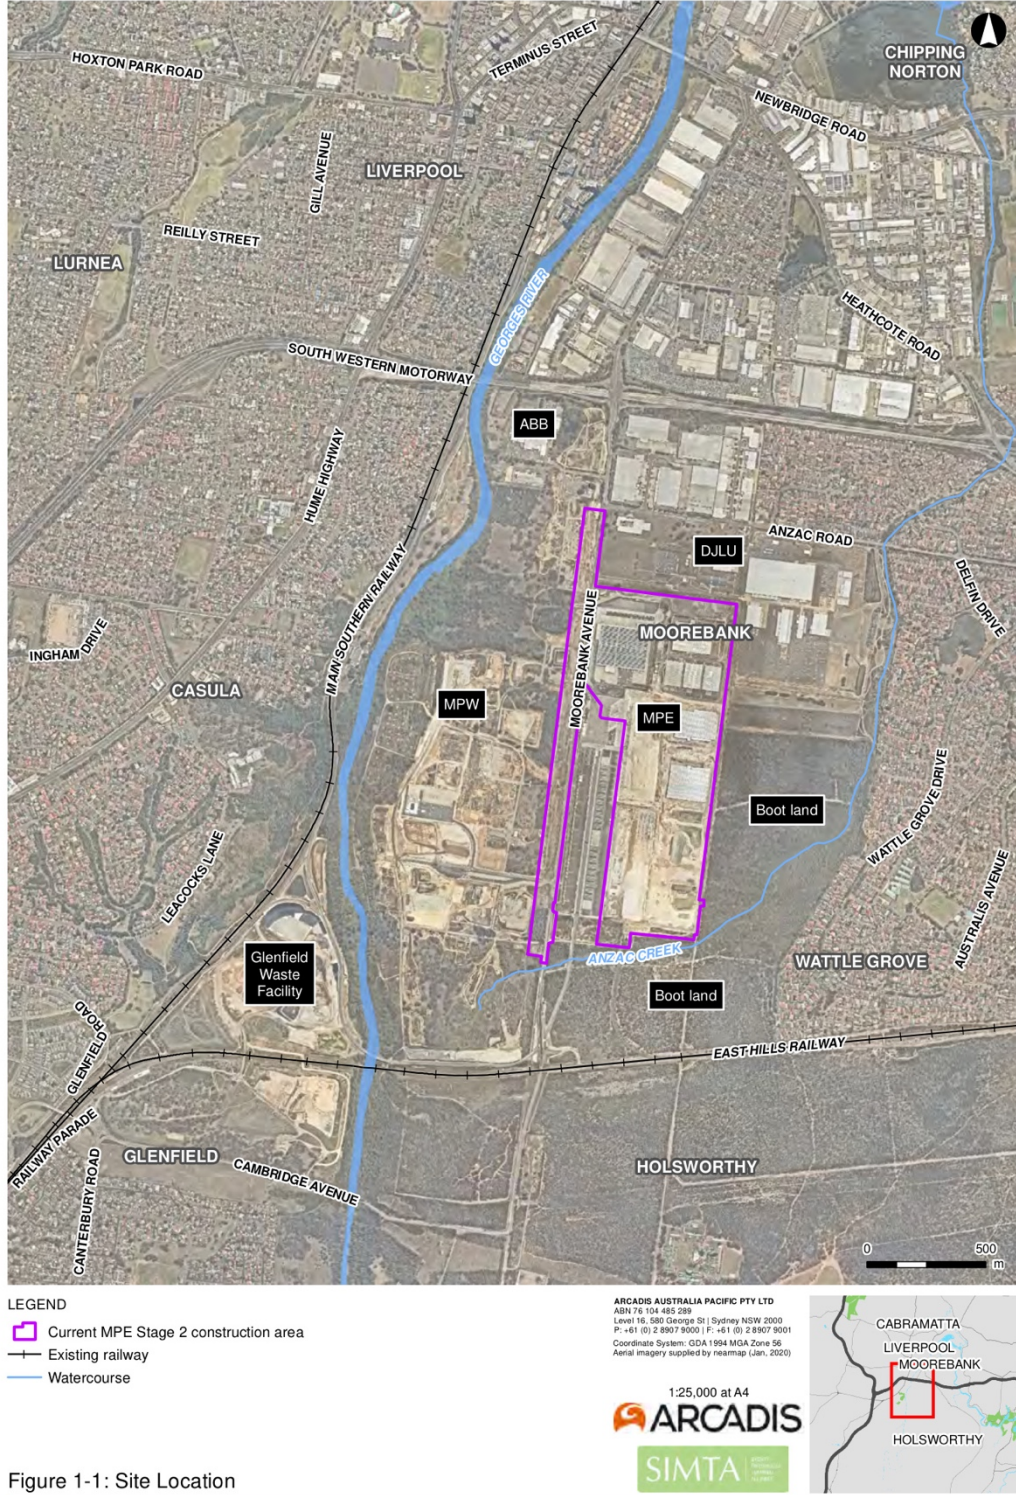 CHIPPING
NORTON
TERMINUS STREET
HOXTON PARK ROAD
NEWBRIDGE ROAD
GILL AVENUE
LIVERPOOL
REILLY STREET
LURNEA
GEORGES RIVER
HEATHCOTE ROAD
SOUTH WESTERN MOTORWAY
ABB
HUME HIGHWAY
ANZAC ROAD
DJLU
DELFIN DRIVE
MAIN SOUTHERN RAILWAY
MOOREBANK AVENUE
MOOREBANK
INGHAM DRIVE
CASULA
MPW
MPE
Boot land
WATTLE GROVE DRIVE
LEACOCKS LANE
AUSTRALIS AVENUE
Glenfield
Waste
Facility
ANZAC CREEK
WATTLE GROVE
Boot land
GLENFIELD ROAD
EAST HILLS RAILWAY
RAILWAY PARADE
GLENFIELD
CAMBRIDGE AVENUE
HOLSWORTHY
CANTERBURY ROAD
0 500
m
LEGEND
Current MPE Stage 2 construction area
Existing railway
Watercourse
ARCADIS AUSTRALIA PACIFIC PTY LTD
ABN 76 104 485 289
Level 16, 580 George St | Sydney NSW 2000
P: +61 (0) 2 8907 9000 | F: +61 (0) 2 8907 9001
Coordinate System: GDA 1994 MGA Zone 56
Aerial imagery supplied by nearmap (Jan, 2020)
1:25,000 at A4
ARCADIS
SIMTA
CABRAMATTA
LIVERPOOL
MOOREBANK
HOLSWORTHY
Figure 1-1: Site Location